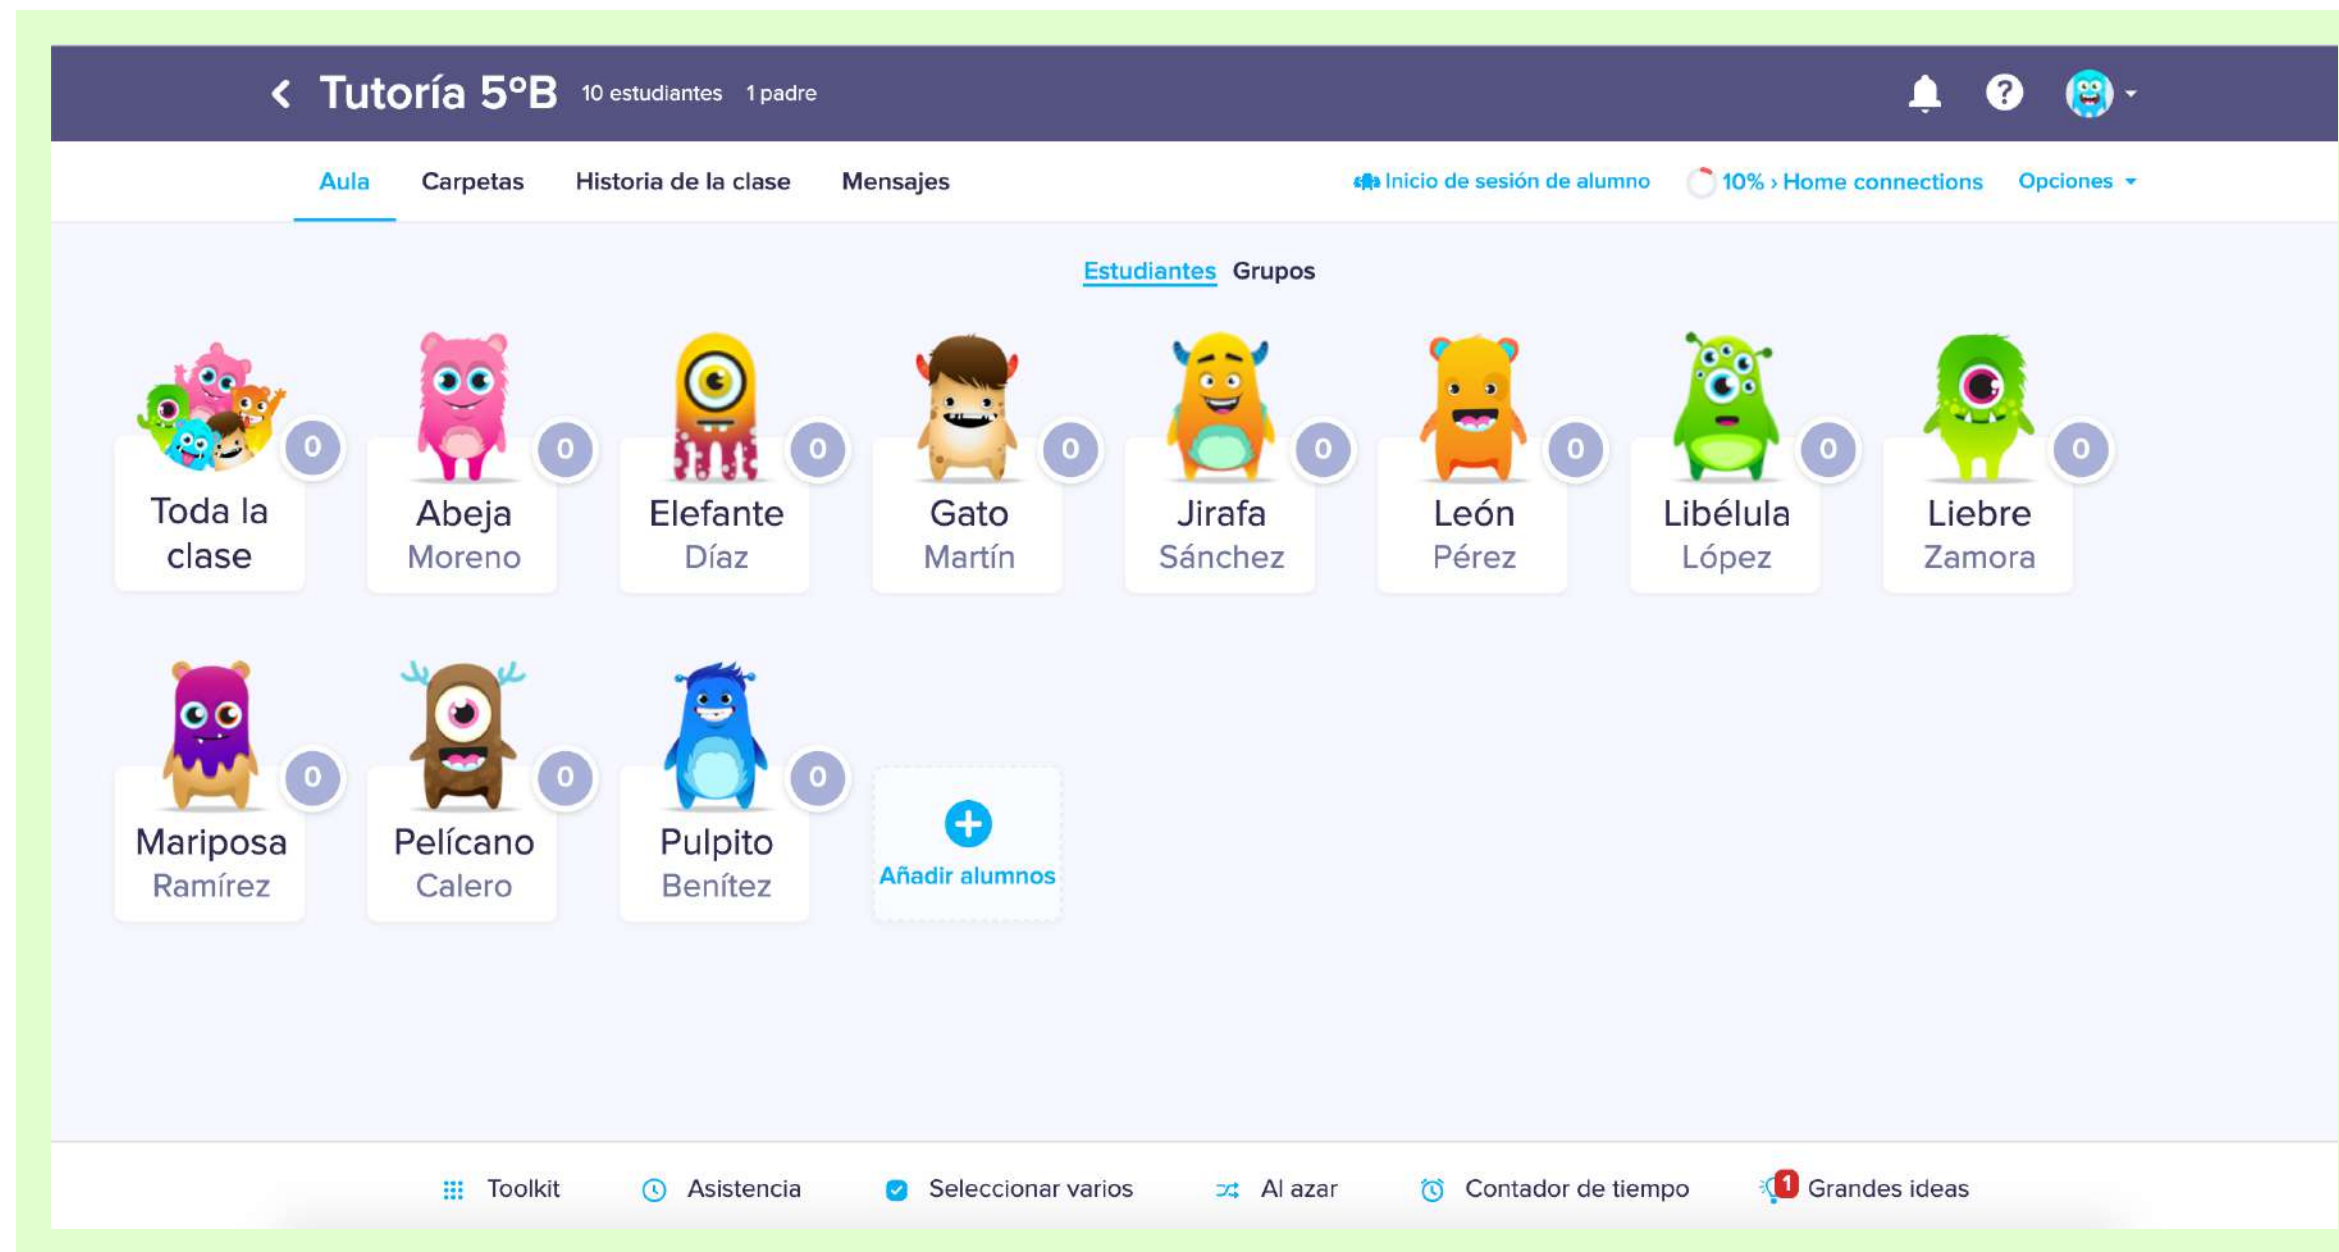 Tutoría 5ºB 10 estudiantes 1 padre
Aula Carpetas Historia de la clase Mensajes Inicio de sesión de alumno 10% › Home connections Opciones
Estudiantes Grupos
0 0 0 0 0 0 0 0
Toda la clase
Abeja Moreno
Elefante Díaz
Gato Martín
Jirafa Sánchez
León Pérez
Libélula López
Liebre Zamora
0 0 0
Mariposa Ramírez
Pelícano Calero
Pulpito Benítez
Añadir alumnos
Toolkit Asistencia Seleccionar varios Al azar Contador de tiempo 1 Grandes ideas